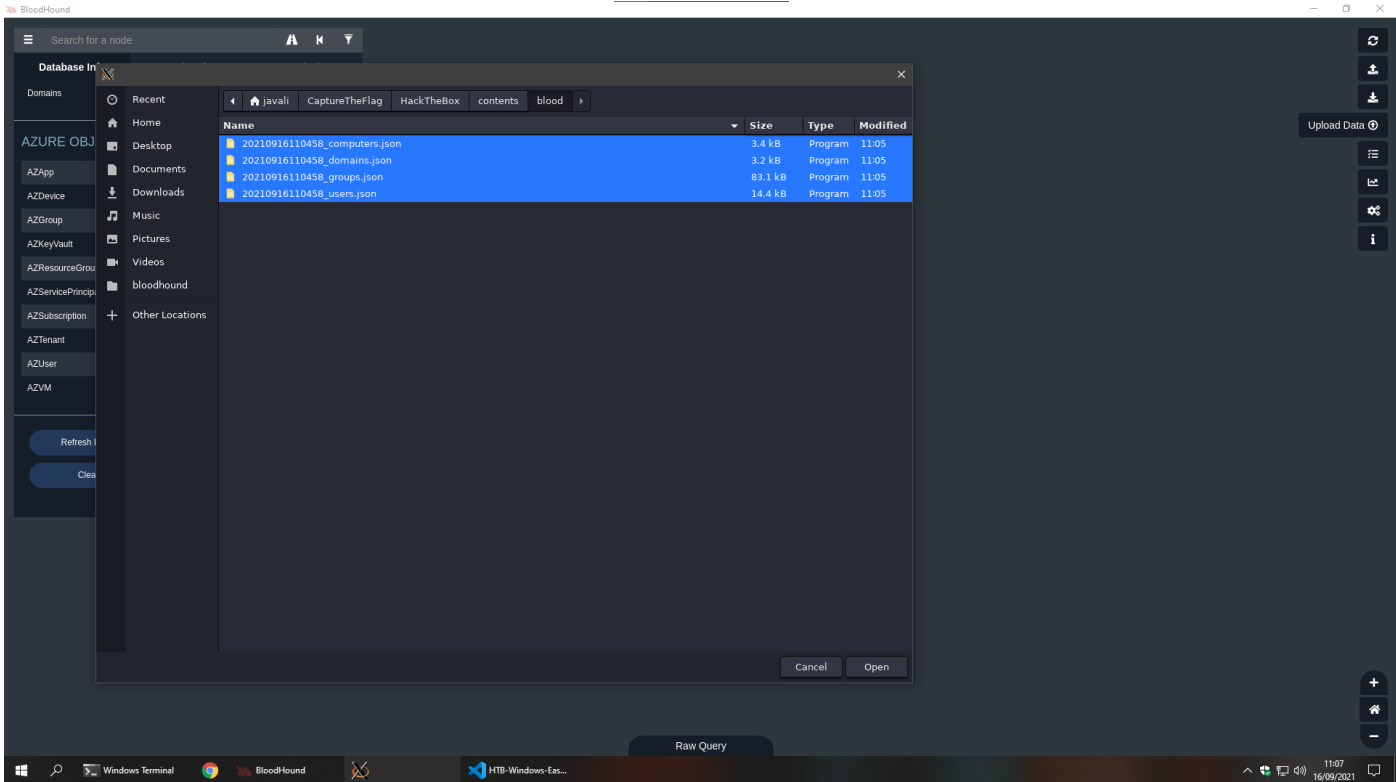 BloodHound
Search for a node
Database In
Domains
AZURE OBJ
AZApp
AZDevice
AZGroup
AZKeyVault
AZResourceGrou
AZServicePrincipa
AZSubscription
AZTenant
AZUser
AZVM
Refresh
Clea
Recent
Home
Desktop
Documents
Downloads
Music
Pictures
Videos
bloodhound
Other Locations
javali CaptureTheFlag HackTheBox contents blood
Name Size Type Modified
20210916110458_computers.json 3.4 kB Program 11:05
20210916110458_domains.json 3.2 kB Program 11:05
20210916110458_groups.json 83.1 kB Program 11:05
20210916110458_users.json 14.4 kB Program 11:05
Cancel Open
Upload Data
Raw Query
Windows Terminal BloodHound HTB-Windows-Eas... 11:07
16/09/2021